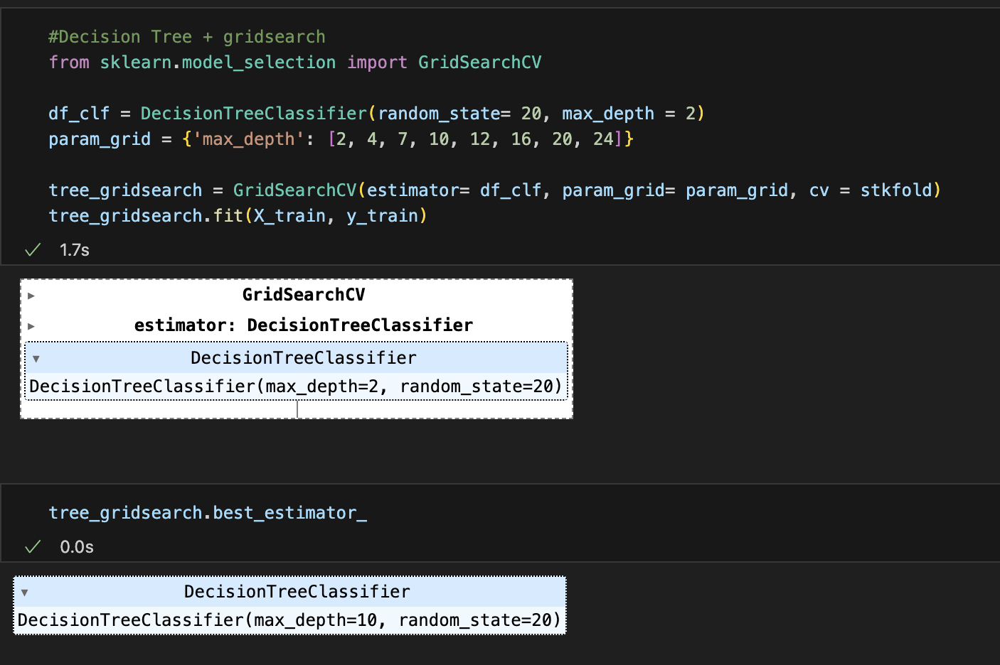 #Decision Tree + gridsearch
from sklearn.model_selection import GridSearchCV
df_clf = DecisionTreeClassifier(random_state= 20, max_depth = 2)
param_grid = {'max_depth': [2, 4, 7, 10, 12, 16, 20, 24]}
tree_gridsearch = GridSearchCV(estimator= df_clf, param_grid= param_grid, cv = stkfold)
tree_gridsearch.fit(X_train, y_train)
1.7s
GridSearchCV
estimator: DecisionTreeClassifier
DecisionTreeClassifier
DecisionTreeClassifier(max_depth=2, random_state=20)
tree_gridsearch.best_estimator_
0.0s
DecisionTreeClassifier
DecisionTreeClassifier(max_depth=10, random_state=20)